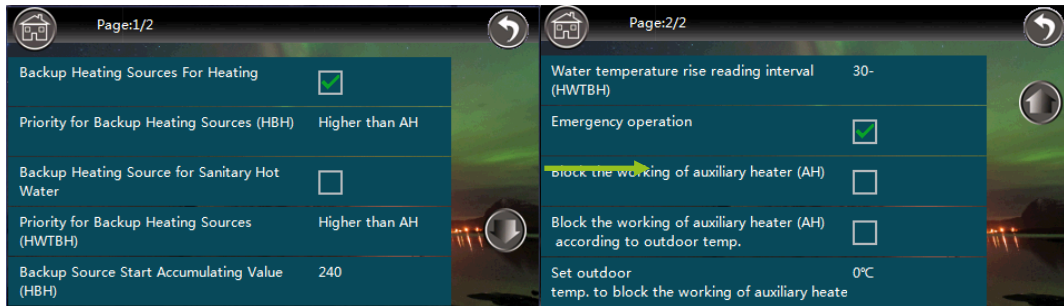 Page:1/2
Backup Heating Sources For Heating
Priority for Backup Heating Sources (HBH) Higher than AH
Backup Heating Source for Sanitary Hot
Water
Priority for Backup Heating Sources Higher than AH
(HWTBH)
Backup Source Start Accumulating Value 240
(HBH)
Page:2/2
Water temperature rise reading interval 30-
(HWTBH)
Emergency operation
Block the working of auxiliary heater (AH)
Block the working of auxiliary heater (AH)
according to outdoor temp.
Set outdoor 0℃
temp. to block the working of auxiliary heate